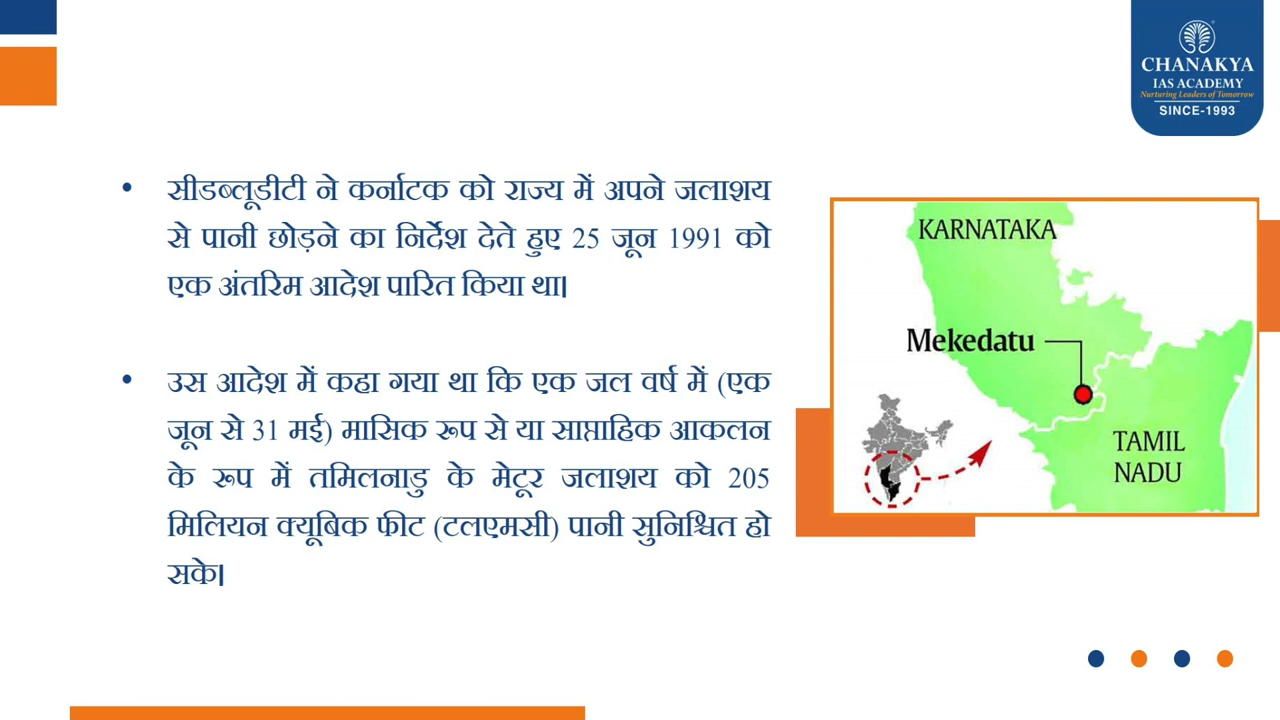 CHANAKYA
IAS ACADEMY
Nurturing Leaders of Tomorrow
SINCE-1993
• सीडब्लूडीटी ने कर्नाटक को राज्य में अपने जलाशय
से पानी छोड़ने का निर्देश देते हुए 25 जून 1991 को
एक अंतरिम आदेश पारित किया था।
• उस आदेश में कहा गया था कि एक जल वर्ष में (एक
जून से 31 मई) मासिक रूप से या साप्ताहिक आकलन
के रूप में तमिलनाडु के मेटूर जलाशय को 205
मिलियन क्यूबिक फीट (टलएमसी) पानी सुनिश्चित हो
सके।
KARNATAKA
Mekedatu
TAMIL
NADU